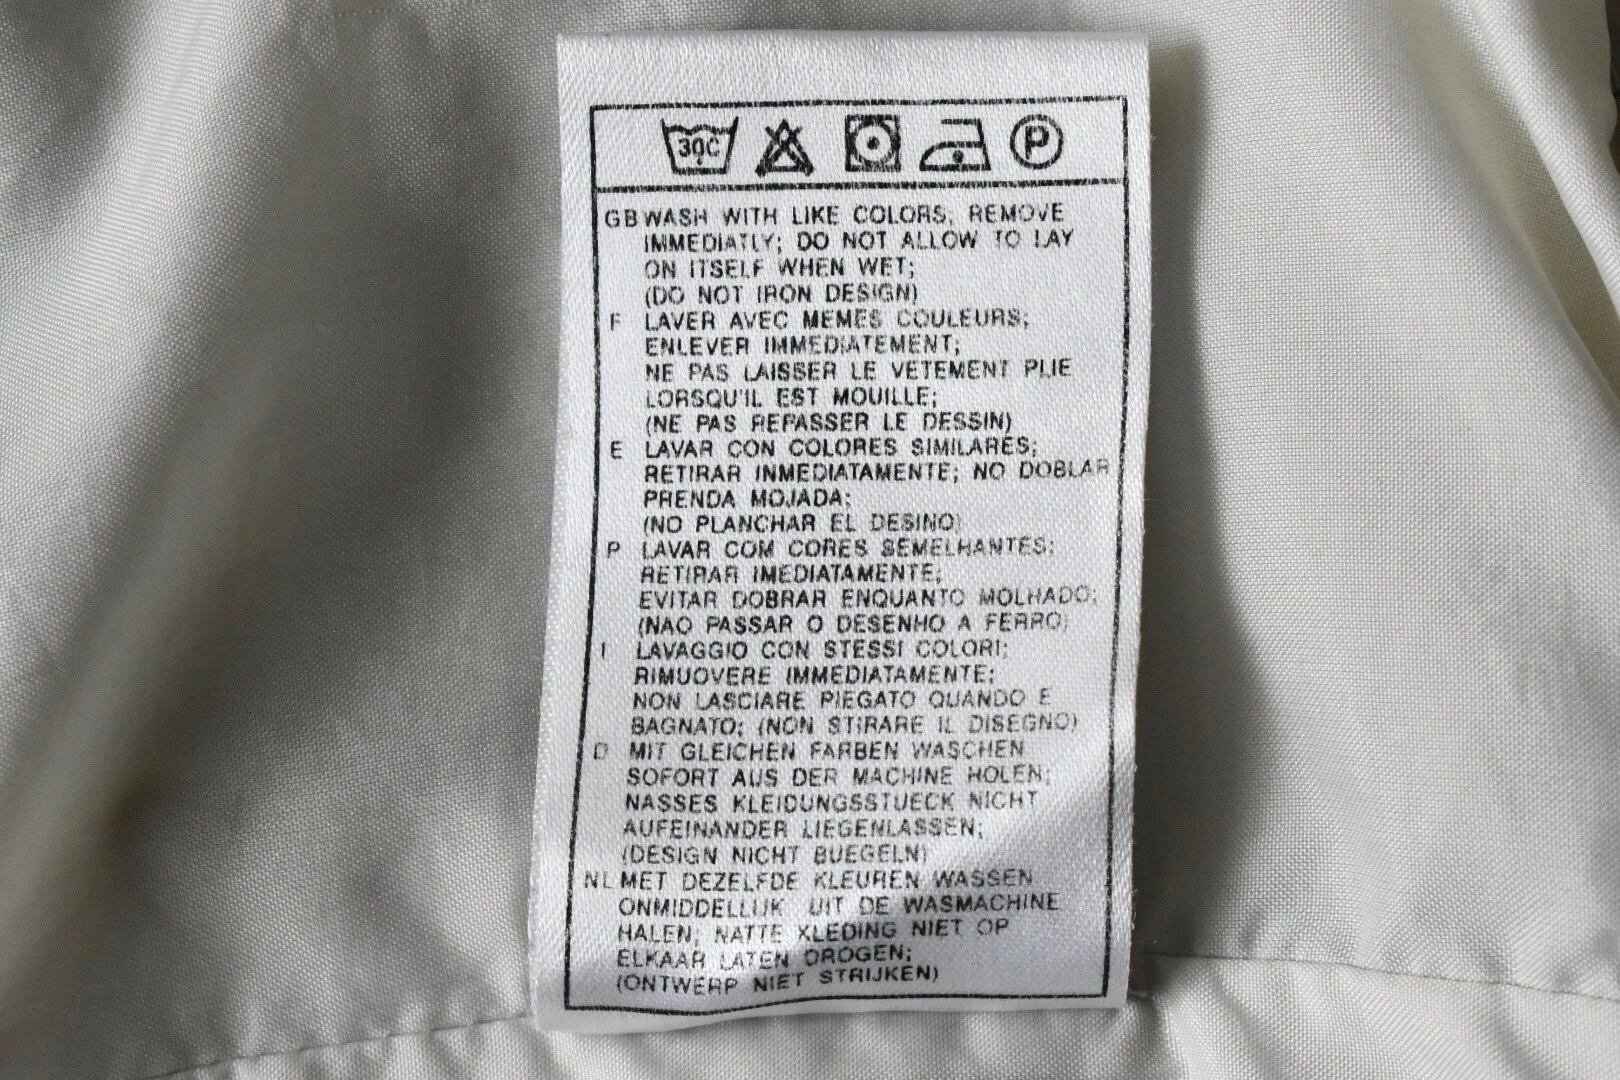 30C P
GB WASH WITH LIKE COLORS; REMOVE
IMMEDIATLY; DO NOT ALLOW TO LAY
ON ITSELF WHEN WET;
(DO NOT IRON DESIGN)
F LAVER AVEC MEMES COULEURS;
ENLEVER IMMEDIATEMENT;
NE PAS LAISSER LE VETEMENT PLIE
LORSQU'IL EST MOUILLE;
(NE PAS REPASSER LE DESSIN)
E LAVAR CON COLORES SIMILARES;
RETIRAR INMEDIATAMENTE; NO DOBLAR
PRENDA MOJADA;
(NO PLANCHAR EL DESINO)
P LAVAR COM CORES SEMELHANTES;
RETIRAR IMEDIATAMENTE;
EVITAR DOBRAR ENQUANTO MOLHADO;
(NAO PASSAR O DESENHO A FERRO)
I LAVAGGIO CON STESSI COLORI;
RIMUOVERE IMMEDIATAMENTE;
NON LASCIARE PIEGATO QUANDO E
BAGNATO; (NON STIRARE IL DISEGNO)
D MIT GLEICHEN FARBEN WASCHEN
SOFORT AUS DER MACHINE HOLEN;
NASSES KLEIDUNGSSTUECK NICHT
AUFEINANDER LIEGENLASSEN;
(DESIGN NICHT BUEGELN)
NL MET DEZELFDE KLEUREN WASSEN
ONMIDDELLIJK UIT DE WASMACHINE
HALEN; NATTE KLEDING NIET OP
ELKAAR LATEN DROGEN;
(ONTWERP NIET STRIJKEN)